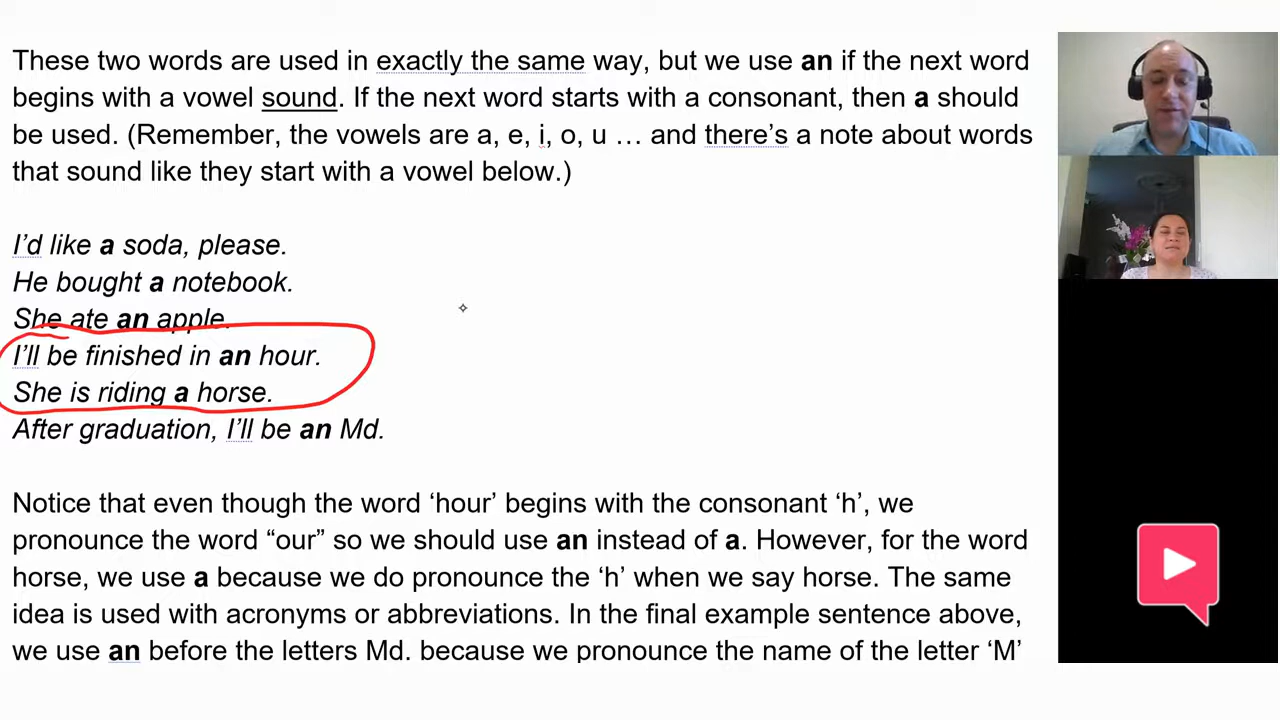 These two words are used in exactly the same way, but we use an if the next word
begins with a vowel sound. If the next word starts with a consonant, then a should
be used. (Remember, the vowels are a, e, i, o, u … and there’s a note about words
that sound like they start with a vowel below.)
I’d like a soda, please.
He bought a notebook.
She ate an apple.
I’ll be finished in an hour.
She is riding a horse.
After graduation, I’ll be an Md.
Notice that even though the word ‘hour’ begins with the consonant ‘h’, we
pronounce the word “our” so we should use an instead of a. However, for the word
horse, we use a because we do pronounce the ‘h’ when we say horse. The same
idea is used with acronyms or abbreviations. In the final example sentence above,
we use an before the letters Md. because we pronounce the name of the letter ‘M’